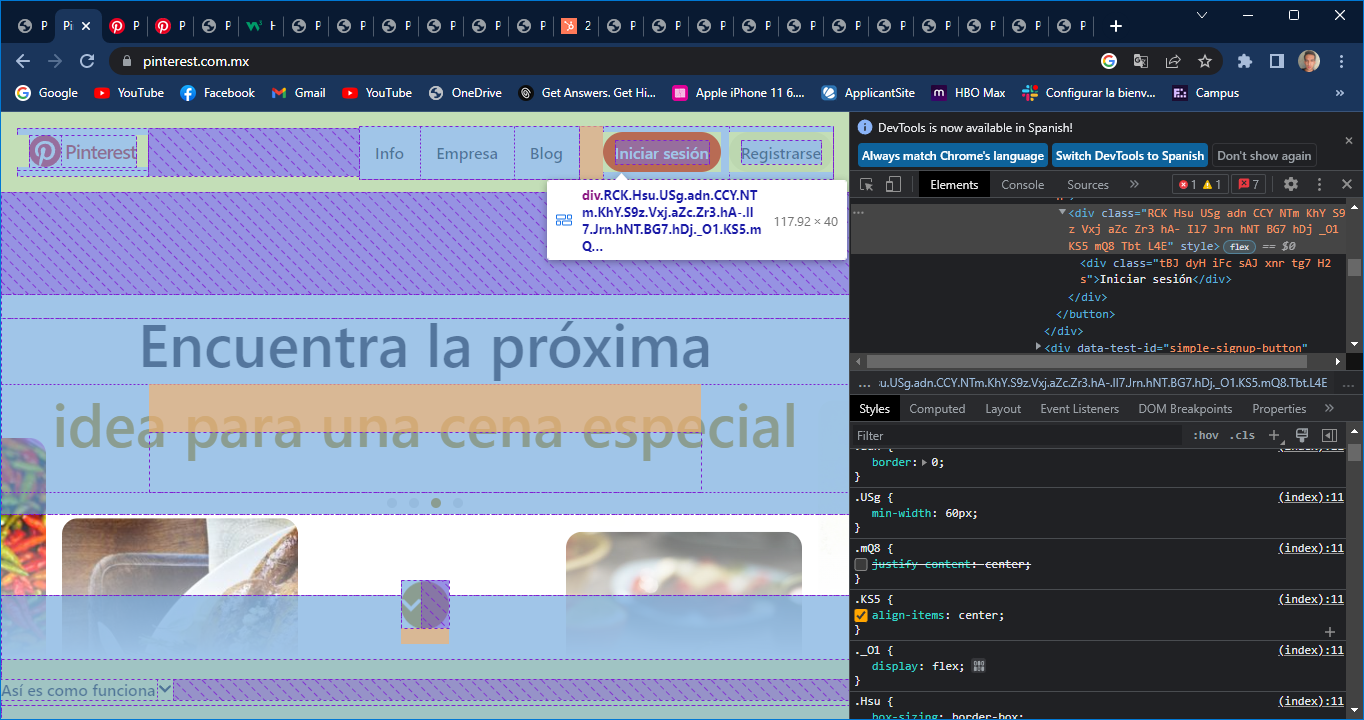 P Pi P P P H P P P P P 2 P P P P P P P P P P P
pinterest.com.mx
Google YouTube Facebook Gmail YouTube OneDrive Get Answers. Get Hi... Apple iPhone 11 6.... ApplicantSite HBO Max Configurar la bienv... Campus »
Pinterest Info Empresa Blog Iniciar sesión Registrarse
div.RCK.Hsu.USg.adn.CCY.NT
m.KhY.S9z.Vxj.aZc.Zr3.hA-.Il
7.Jrn.hNT.BG7.hDj._O1.KS5.m
Q...
117.92 × 40
Encuentra la próxima
idea para una cena especial
Así es como funciona
DevTools is now available in Spanish!
Always match Chrome's language Switch DevTools to Spanish Don't show again
Elements Console Sources » 1 1 7
<div class="RCK Hsu USg adn CCY NTm KhY S9
z Vxj aZc Zr3 hA- Il7 Jrn hNT BG7 hDj _O1
KS5 mQ8 Tbt L4E" style> flex == $0
<div class="tBJ dyH iFc sAJ xnr tg7 H2
s">Iniciar sesión</div>
</div>
</button>
</div>
<div data-test-id="simple-signup-button"
... :u.USg.adn.CCY.NTm.KhY.S9z.Vxj.aZc.Zr3.hA-.Il7.Jrn.hNT.BG7.hDj._O1.KS5.mQ8.Tbt.L4E ...
Styles Computed Layout Event Listeners DOM Breakpoints Properties »
Filter :hov .cls +
border: 0;
}
.USg { (index):11
min-width: 60px;
}
.mQ8 { (index):11
justify-content: center;
}
.KS5 { (index):11
align-items: center;
}
._O1 { (index):11
display: flex;
}
.Hsu { (index):11
box-sizing: border-box;